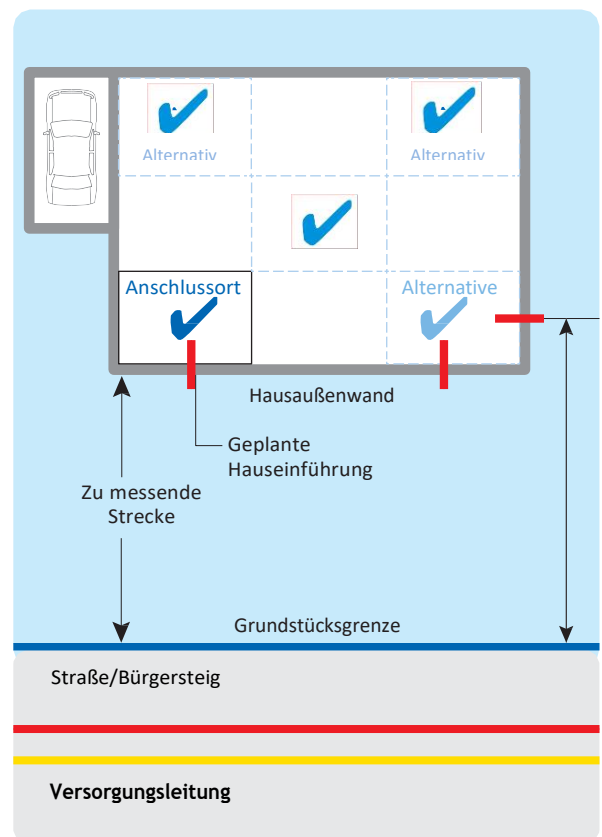 Alternativ
Alternativ
Anschlussort
Alternative
Hausaußenwand
Geplante
Hauseinführung
Zu messende
Strecke
Grundstücksgrenze
Straße/Bürgersteig
Versorgungsleitung